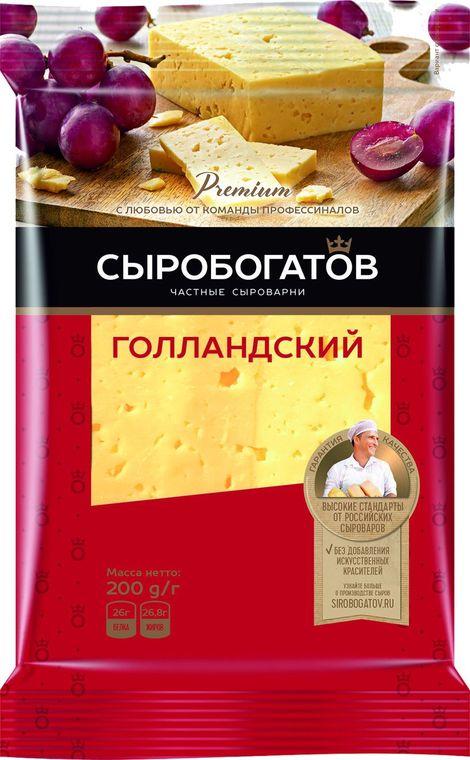 Premium
С ЛЮБОВЬЮ ОТ КОМАНДЫ ПРОФЕССИНАЛОВ
СЫРОБОГАТОВ
ЧАСТНЫЕ СЫРОВАРНИ
ГОЛЛАНДСКИЙ
ГАРАНТИЯ КАЧЕСТВА
ВЫСОКИЕ СТАНДАРТЫ
ОТ РОССИЙСКИХ
СЫРОВАРОВ
✓ БЕЗ ДОБАВЛЕНИЯ
ИСКУССТВЕННЫХ
КРАСИТЕЛЕЙ
УЗНАЙТЕ БОЛЬШЕ
О ПРОИЗВОДСТВЕ СЫРОВ
SIROBOGATOV.RU
Масса нетто:
200 g/г
26г 26,8г
БЕЛКА ЖИРОВ